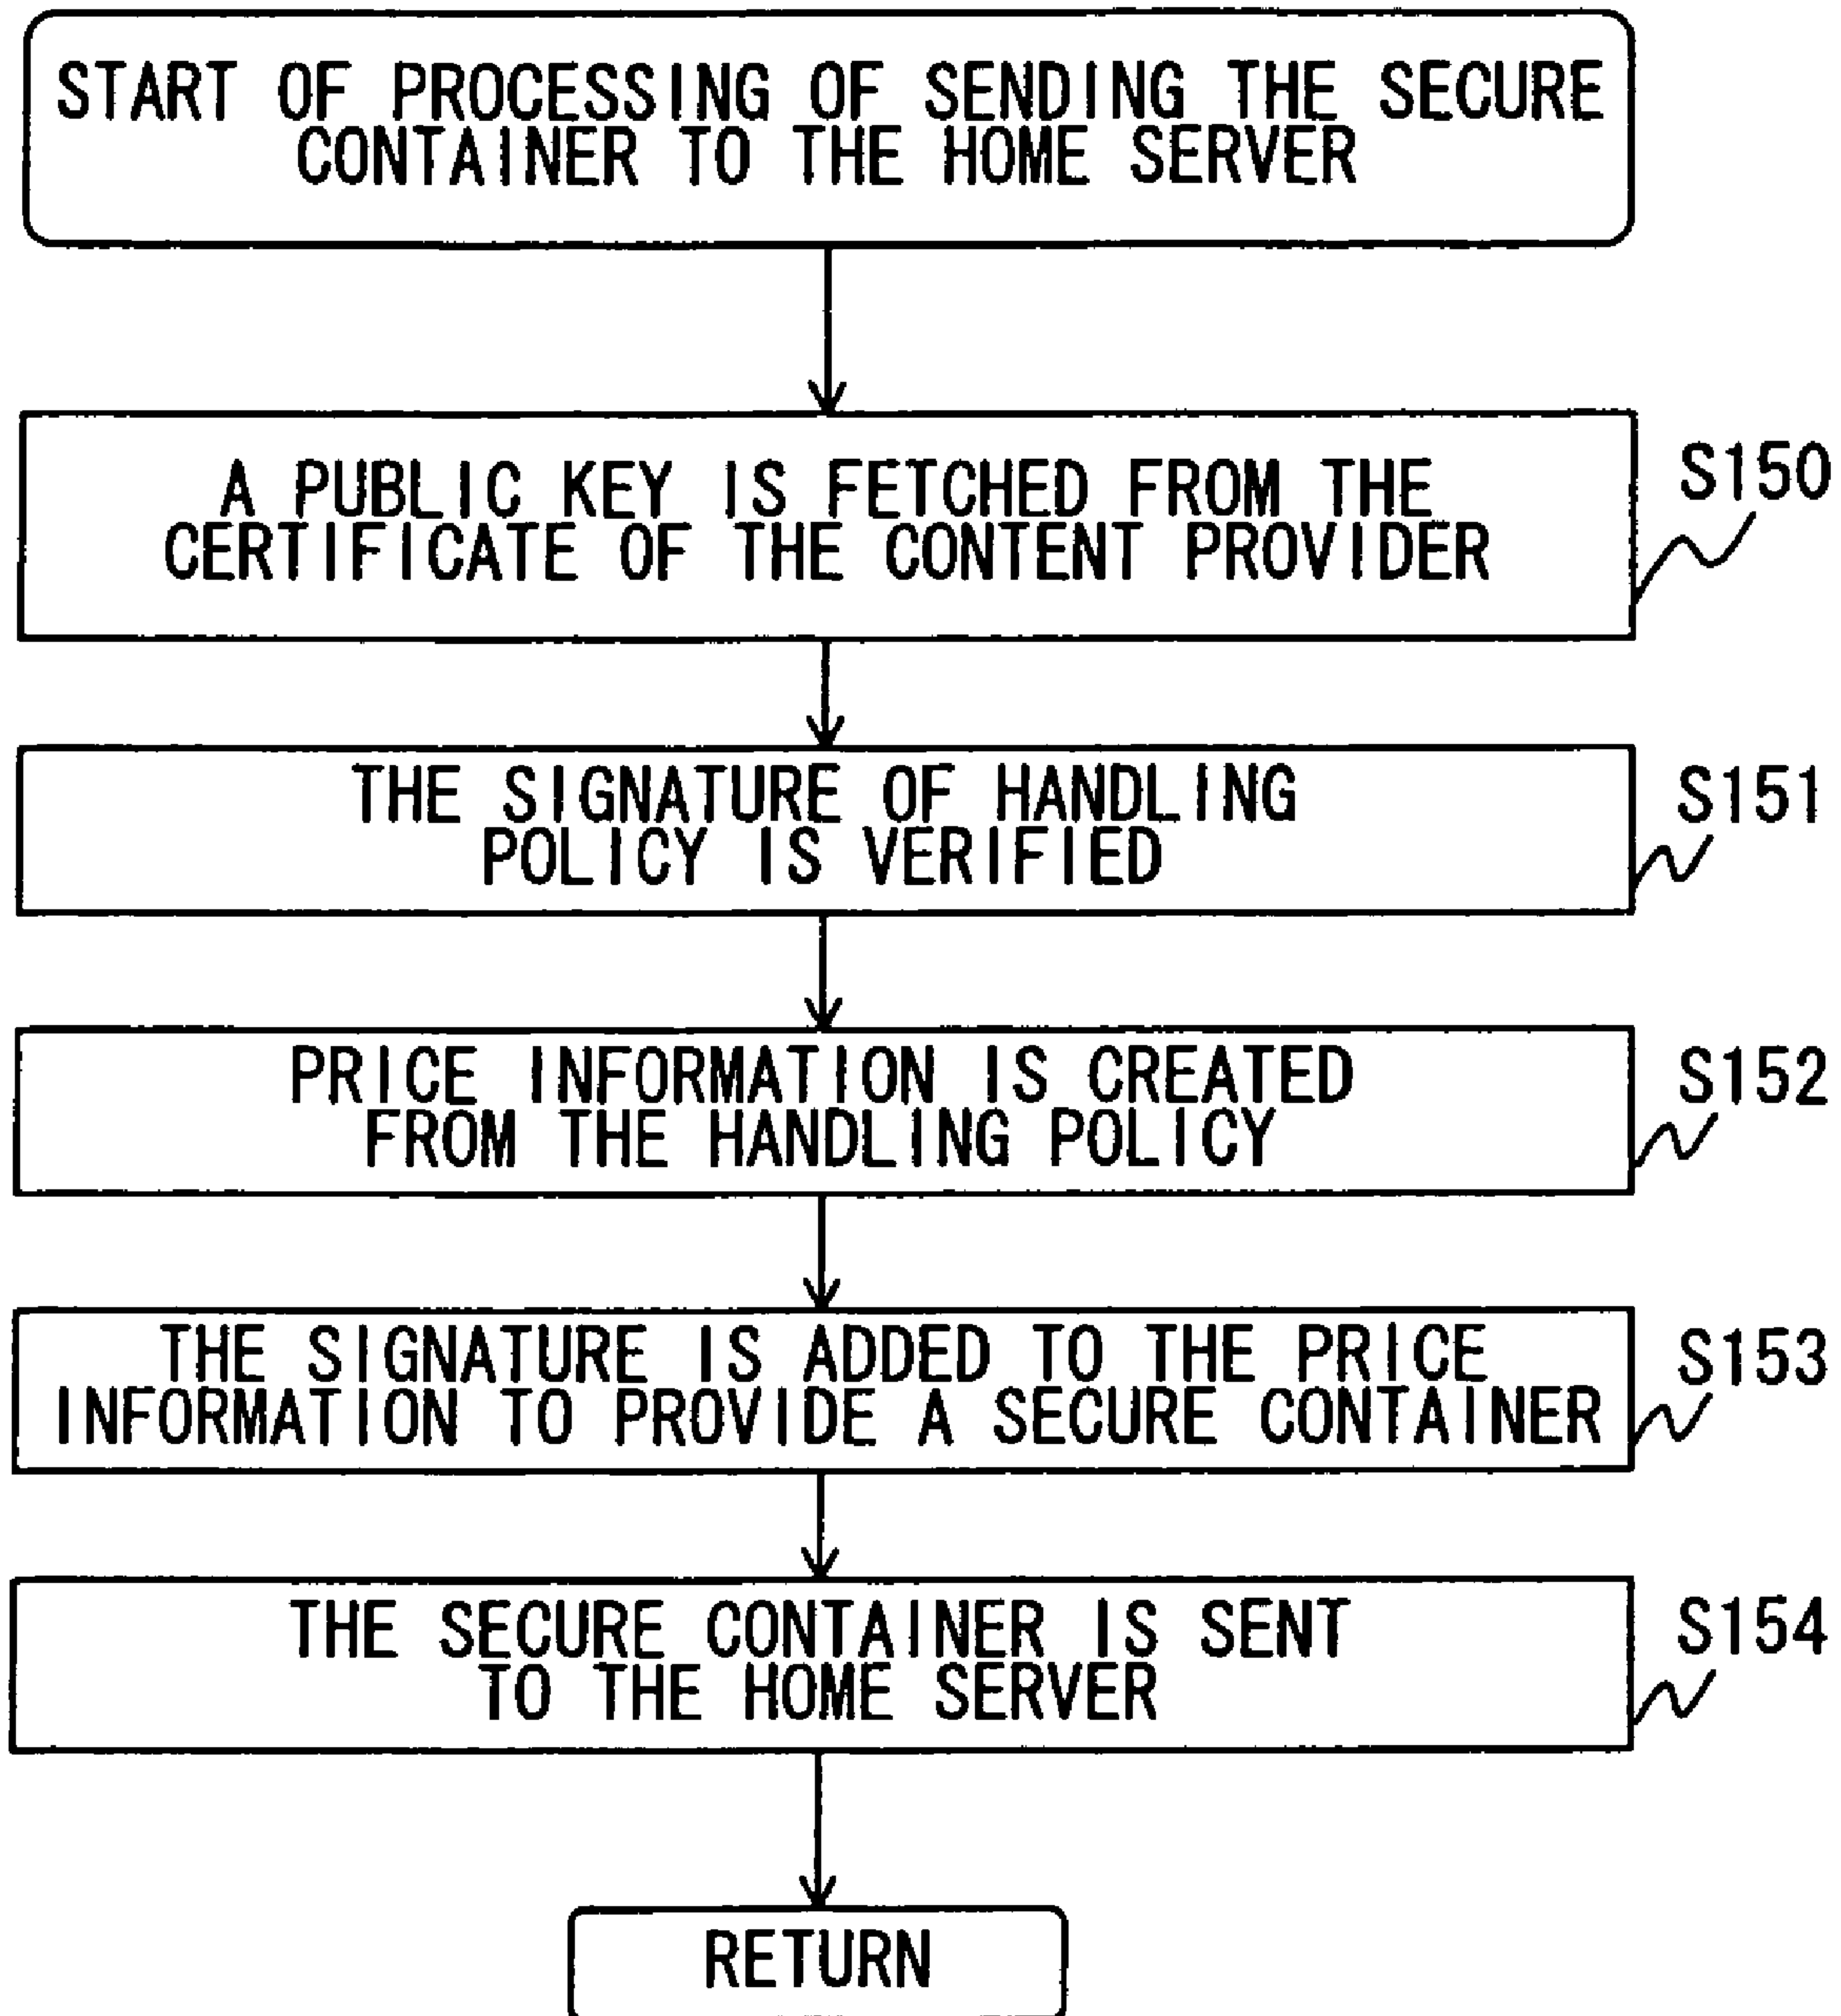 START OF PROCESSING OF SENDING THE SECURE
CONTAINER TO THE HOME SERVER
A PUBLIC KEY IS FETCHED FROM THE
CERTIFICATE OF THE CONTENT PROVIDER
S150
THE SIGNATURE OF HANDLING
POLICY IS VERIFIED
S151
PRICE INFORMATION IS CREATED
FROM THE HANDLING POLICY
S152
THE SIGNATURE IS ADDED TO THE PRICE
INFORMATION TO PROVIDE A SECURE CONTAINER
S153
THE SECURE CONTAINER IS SENT
TO THE HOME SERVER
S154
RETURN